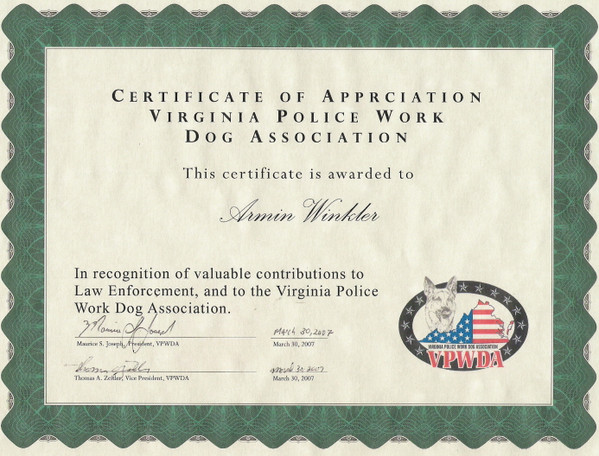 CERTIFICATE OF APPRCIATION
VIRGINIA POLICE WORK
DOG ASSOCIATION
This certificate is awarded to
Armin Winkler
In recognition of valuable contributions to
Law Enforcement, and to the Virginia Police
Work Dog Association.
Maurice S. Joseph March 30, 2007
Maurice S. Joseph, President, VPWDA March 30, 2007
March 30 2007
Thomas A. Zeitler, Vice President, VPWDA March 30, 2007
VIRGINIA POLICE WORK DOG ASSOCIATION
VPWDA